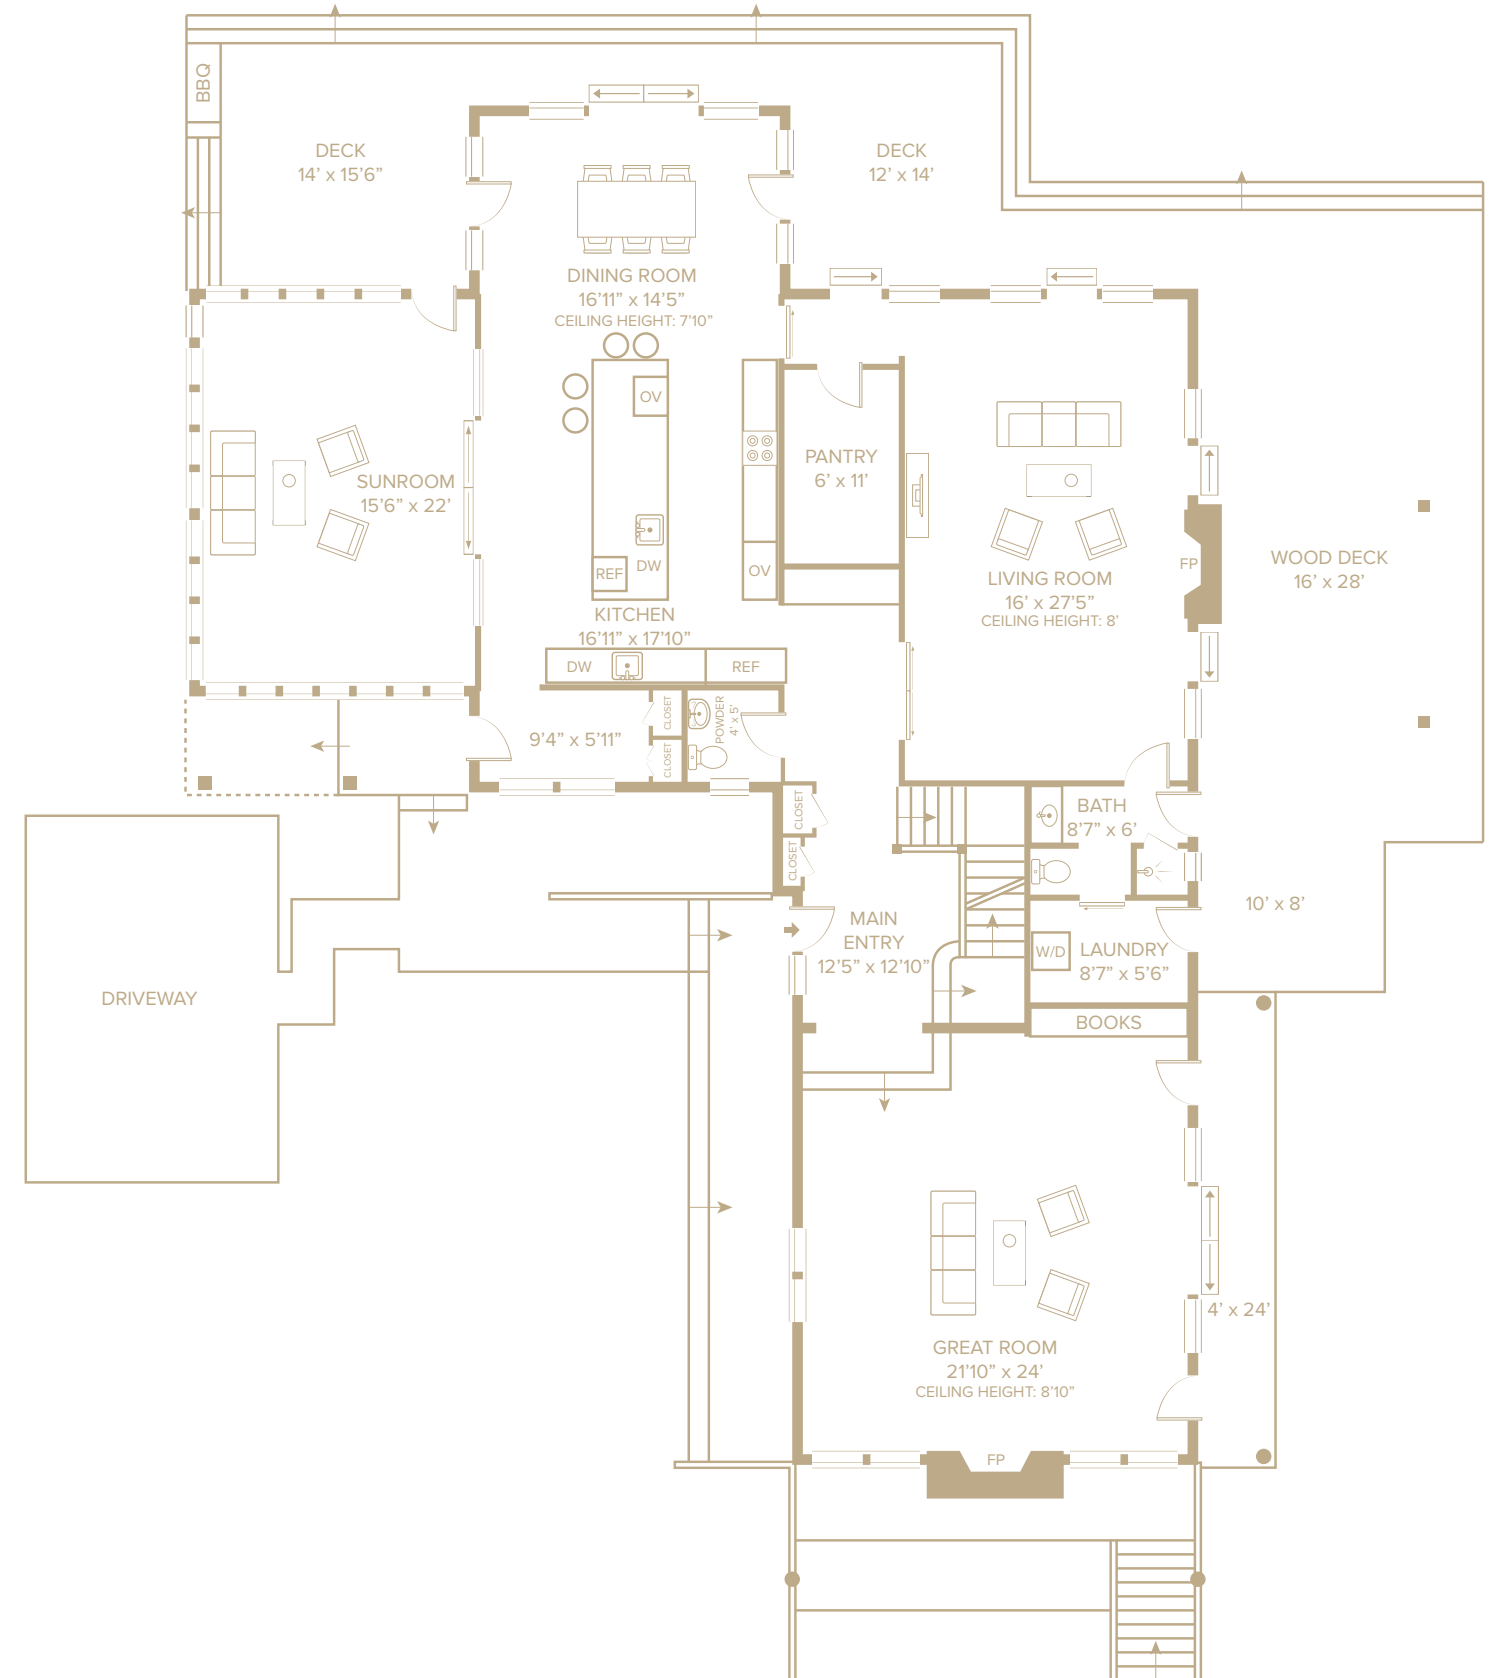 BBQ
DECK
14’ x 15’6”
DECK
12’ x 14’
DINING ROOM
16’11” x 14’5”
CEILING HEIGHT: 7’10”
OV
PANTRY
6’ x 11’
SUNROOM
15’6” x 22’
REF
DW
OV
KITCHEN
16’11” x 17’10”
DW
REF
LIVING ROOM
16’ x 27’5”
CEILING HEIGHT: 8’
FP
WOOD DECK
16’ x 28’
9’4” x 5’11”
CLOSET
CLOSET
POWDER
4’ x 5’
CLOSET
CLOSET
BATH
8’7” x 6’
MAIN
ENTRY
12’5” x 12’10”
W/D
LAUNDRY
8’7” x 5’6”
10’ x 8’
BOOKS
DRIVEWAY
4’ x 24’
GREAT ROOM
21’10” x 24’
CEILING HEIGHT: 8’10”
FP